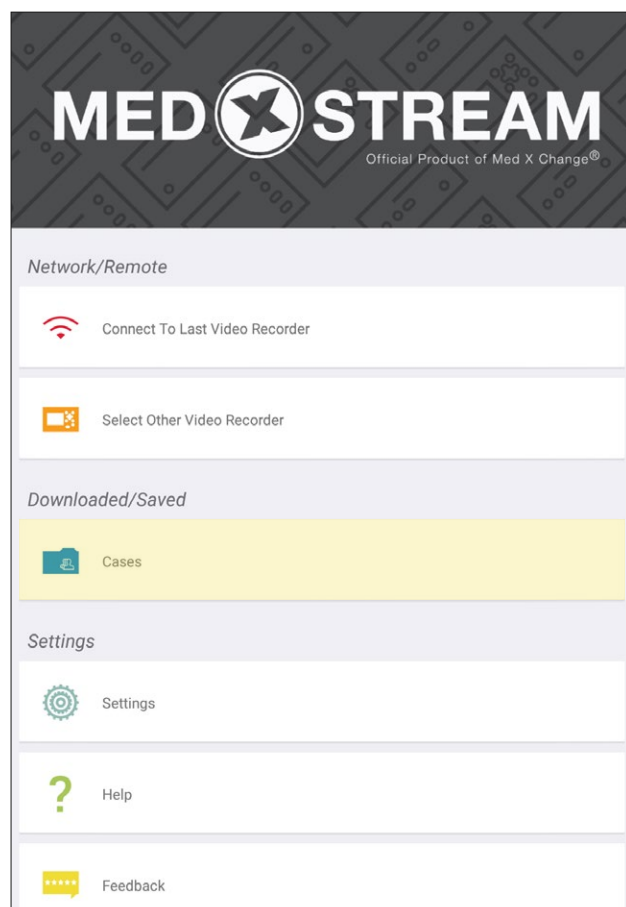 MED X STREAM
Official Product of Med X Change®
Network/Remote
Connect To Last Video Recorder
Select Other Video Recorder
Downloaded/Saved
Cases
Settings
Settings
Help
Feedback